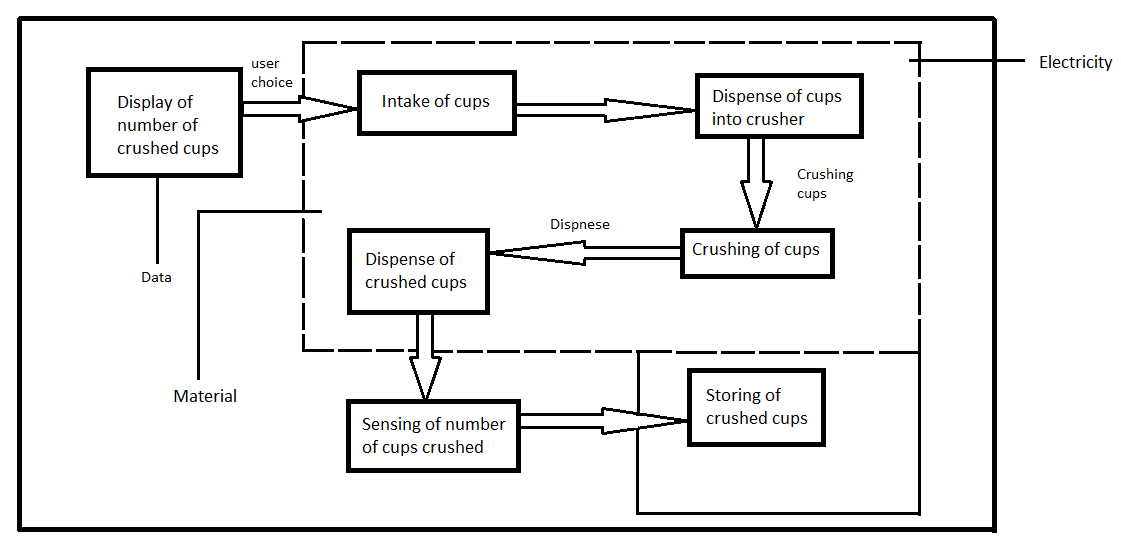 user
choice
Electricity
Display of
number of
crushed cups
Intake of cups
Dispense of cups
into crusher
Crushing
cups
Dispnese
Crushing of cups
Dispense of
crushed cups
Data
Material
Storing of
crushed cups
Sensing of number
of cups crushed